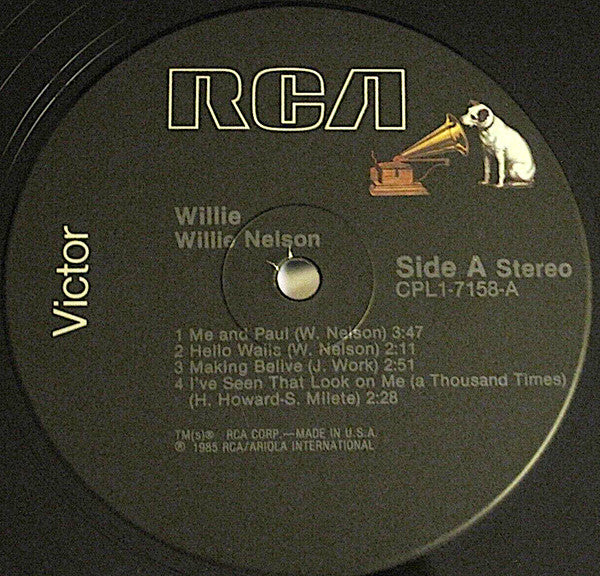 RCA
Victor
Willie
Willie Nelson
Side A Stereo
CPL1-7158-A
1 Me and Paul (W. Nelson) 3:47
2 Hello Walls (W. Nelson) 2:11
3 Making Belive (J. Work) 2:51
4 I've Seen That Look on Me (a Thousand Times)
(H. Howard-S. Milete) 2:28
TM(s)® RCA CORP.—MADE IN U.S.A.
℗ 1985 RCA/ARIOLA INTERNATIONAL